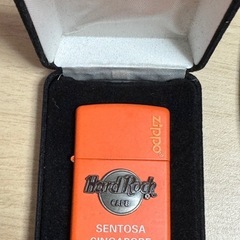 zippo
Hard Rock
CAFE
SENTOSA
SINGAPORE